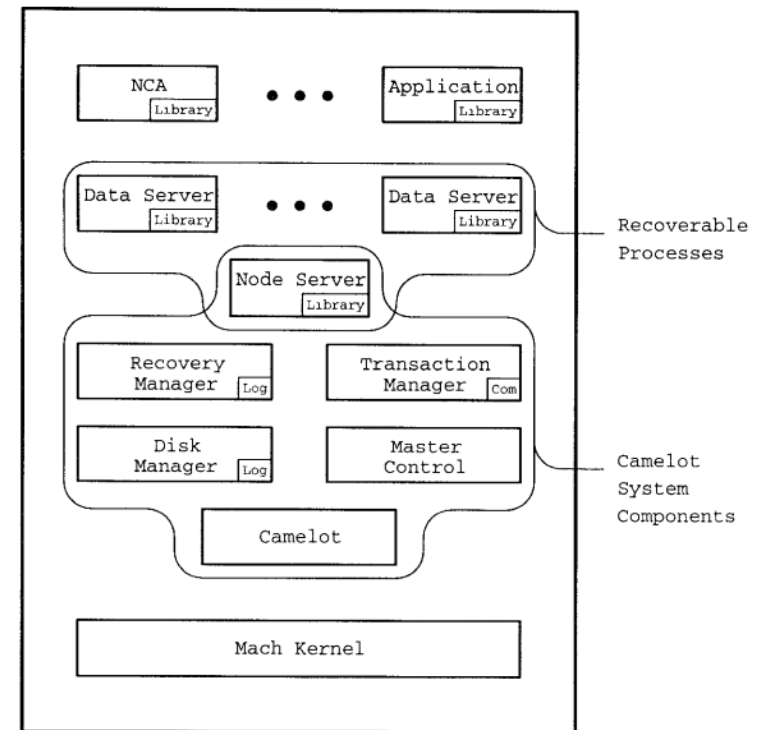 NCA
Library
Application
Library
Data Server
Library
Data Server
Library
Recoverable
Processes
Node Server
Library
Recovery
Manager
Log
Transaction
Manager
Com
Disk
Manager
Log
Master
Control
Camelot
System
Components
Camelot
Mach Kernel